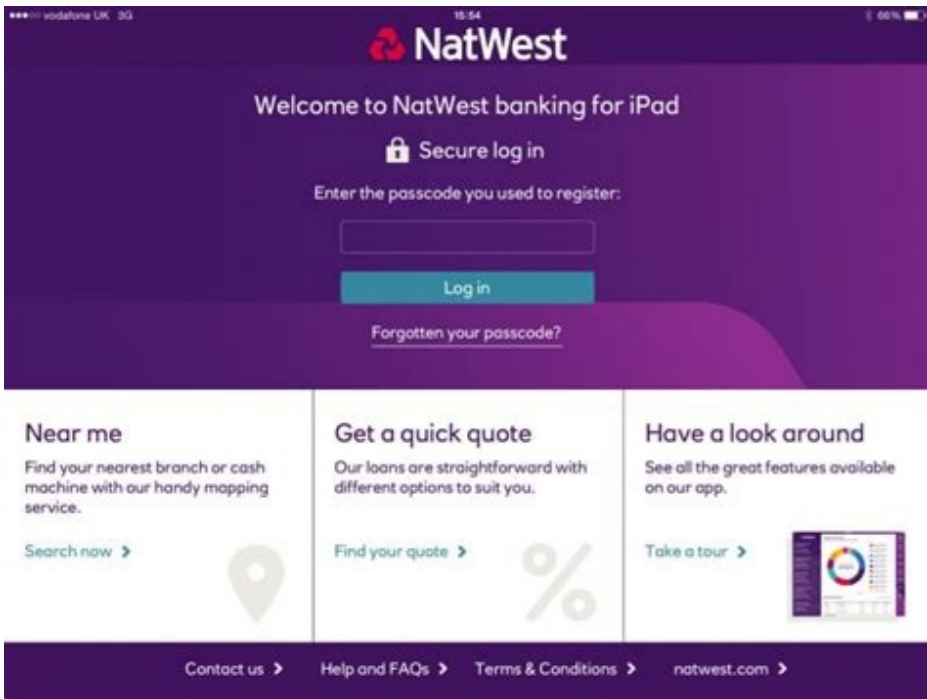 vodafone UK 3G
15:54
66%
NatWest
Welcome to NatWest banking for iPad
Secure log in
Enter the passcode you used to register:
Log in
Forgotten your passcode?
Near me
Find your nearest branch or cash
machine with our handy mapping
service.
Search now
Get a quick quote
Our loans are straightforward with
different options to suit you.
Find your quote
Have a look around
See all the great features available
on our app.
Take a tour
Contact us
Help and FAQs
Terms & Conditions
natwest.com